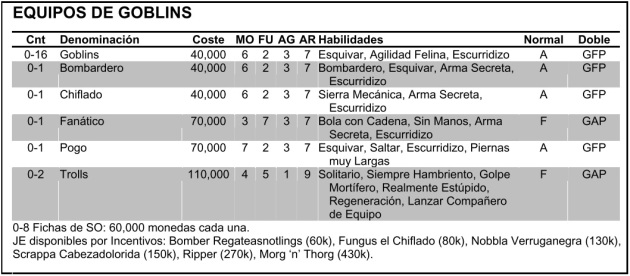 EQUIPOS DE GOBLINS
Cnt Denominación Coste MO FU AG AR Habilidades Normal Doble
0-16 Goblins 40,000 6 2 3 7 Esquivar, Agilidad Felina, Escurridizo A GFP
0-1 Bombardero 40,000 6 2 3 7 Bombardero, Esquivar, Arma Secreta, A GFP
Escurridizo
0-1 Chiflado 40,000 6 2 3 7 Sierra Mecánica, Arma Secreta, A GFP
Escurridizo
0-1 Fanático 70,000 3 7 3 7 Bola con Cadena, Sin Manos, Arma F GAP
Secreta, Escurridizo
0-1 Pogo 70,000 7 2 3 7 Esquivar, Saltar, Escurridizo, Piernas A GFP
muy Largas
0-2 Trolls 110,000 4 5 1 9 Solitario, Siempre Hambriento, Golpe F GAP
Mortífero, Realmente Estúpido,
Regeneración, Lanzar Compañero
de Equipo
0-8 Fichas de SO: 60,000 monedas cada una.
JE disponibles por Incentivos: Bomber Regateasnotlings (60k), Fungus el Chiflado (80k), Nobbla Verruganegra (130k),
Scrappa Cabezadolorida (150k), Ripper (270k), Morg ‘n’ Thorg (430k).